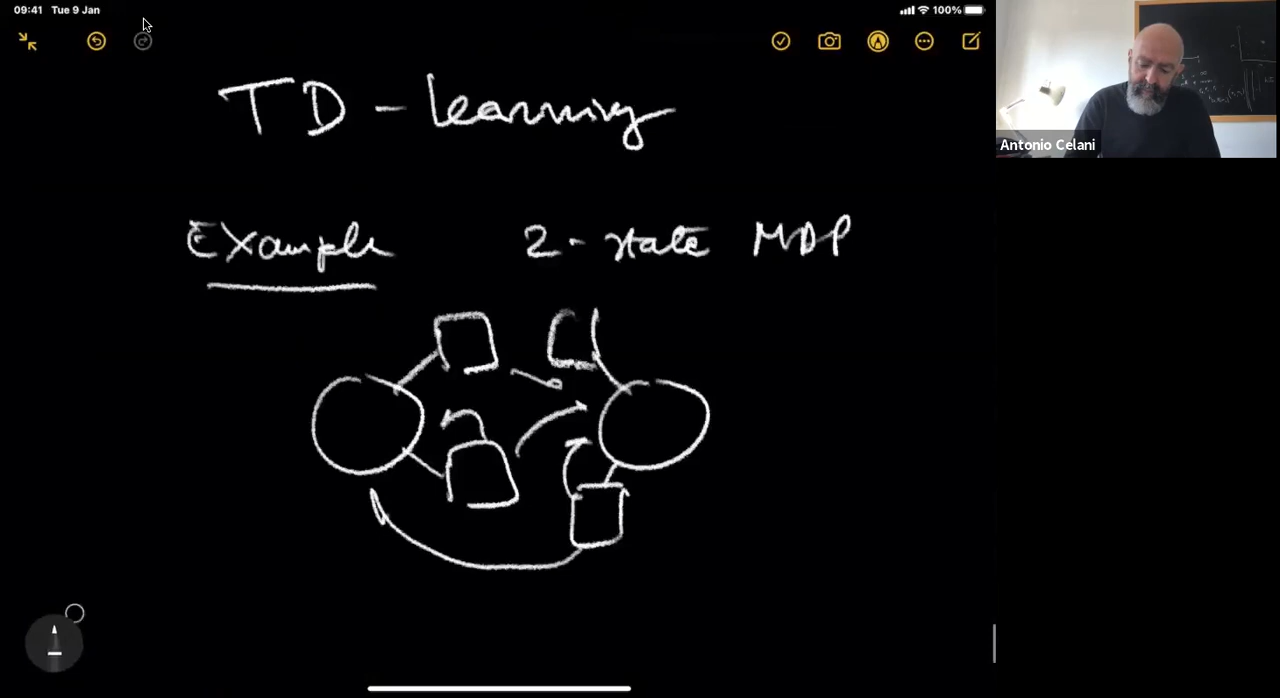 09:41 Tue 9 Jan 100%
TD - learning
Example 2-state MDP
Antonio Celani